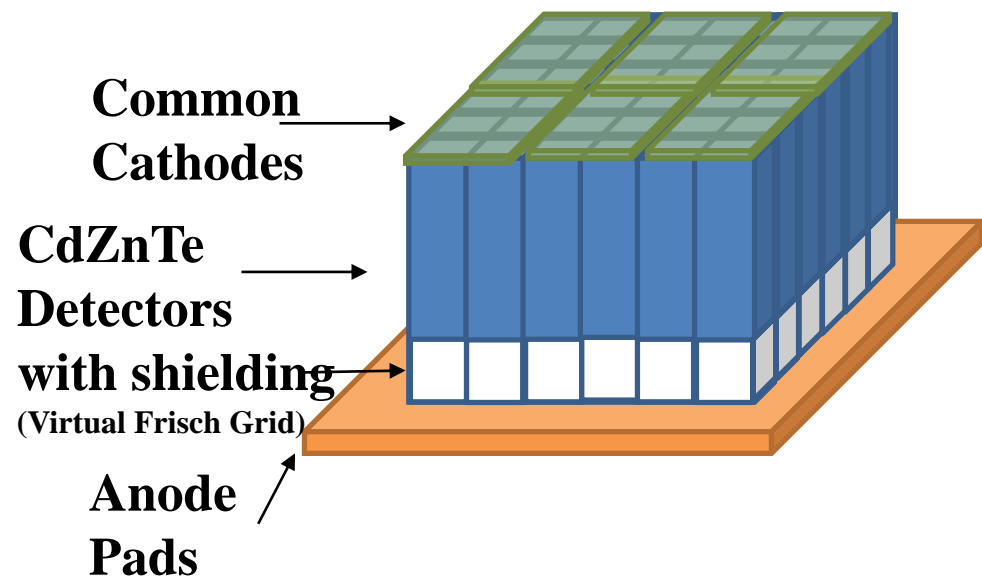 Common
Cathodes
CdZnTe
Detectors
with shielding
(Virtual Frisch Grid)
Anode
Pads